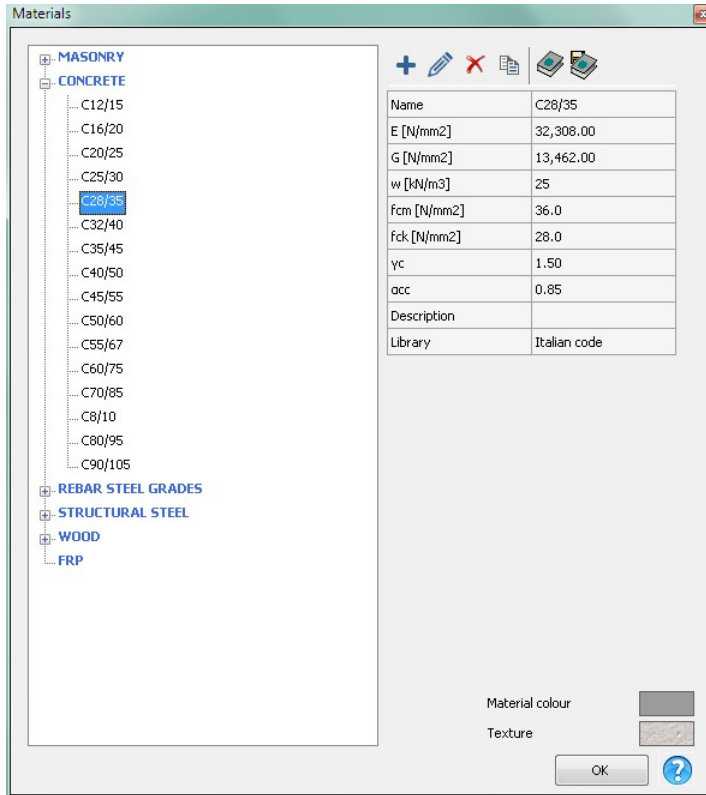 Materials
MASONRY
CONCRETE
C12/15
C16/20
C20/25
C25/30
C28/35
C32/40
C35/45
C40/50
C45/55
C50/60
C55/67
C60/75
C70/85
C8/10
C80/95
C90/105
REBAR STEEL GRADES
STRUCTURAL STEEL
WOOD
FRP
Name C28/35
E [N/mm2] 32,308.00
G [N/mm2] 13,462.00
w [kN/m3] 25
fcm [N/mm2] 36.0
fck [N/mm2] 28.0
γc 1.50
αcc 0.85
Description
Library Italian code
Material colour
Texture
OK
?